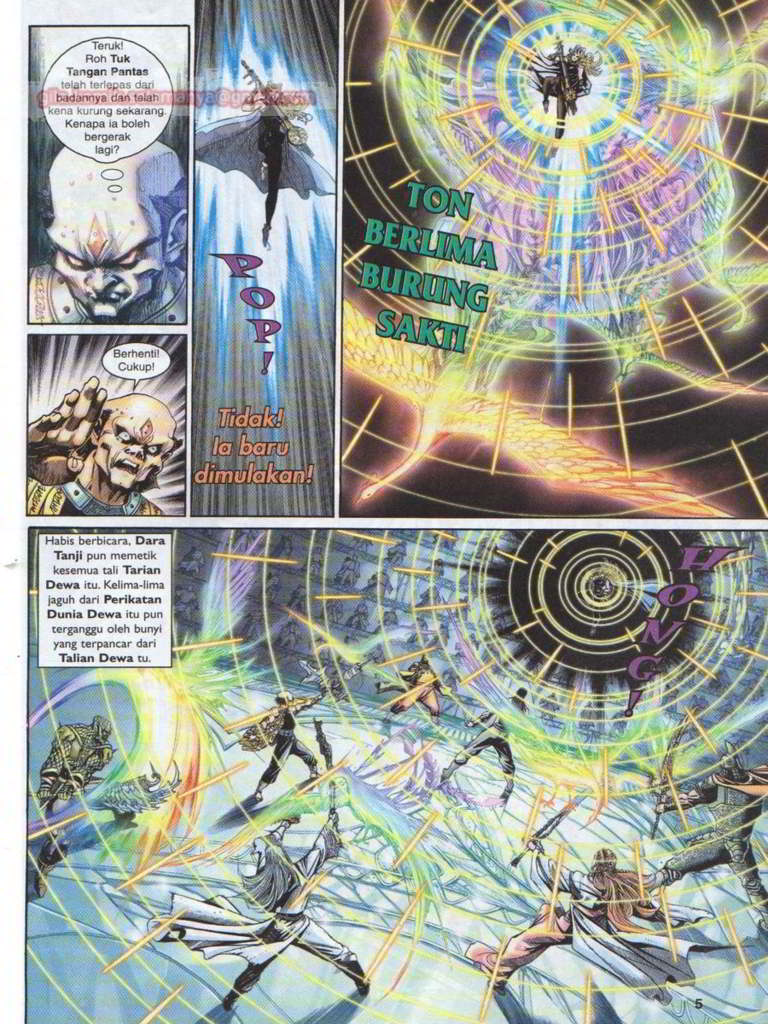 Teruk!
Roh Tuk
Tangan Pantas
telah terlepas dari
badannya dan telah
kena kurung sekarang.
Kenapa ia boleh
bergerak
lagi?
POP!
Tidak!
Ia baru
dimulakan!
TON
BERLIMA
BURUNG
SAKTI
Berhenti!
Cukup!
Habis berbicara, Dara
Tanji pun memetik
kesemua tali Tarian
Dewa itu. Kelima-lima
jaguh dari Perikatan
Dunia Dewa itu pun
terganggu oleh bunyi
yang terpancar dari
Talian Dewa tu.
HONG!
5